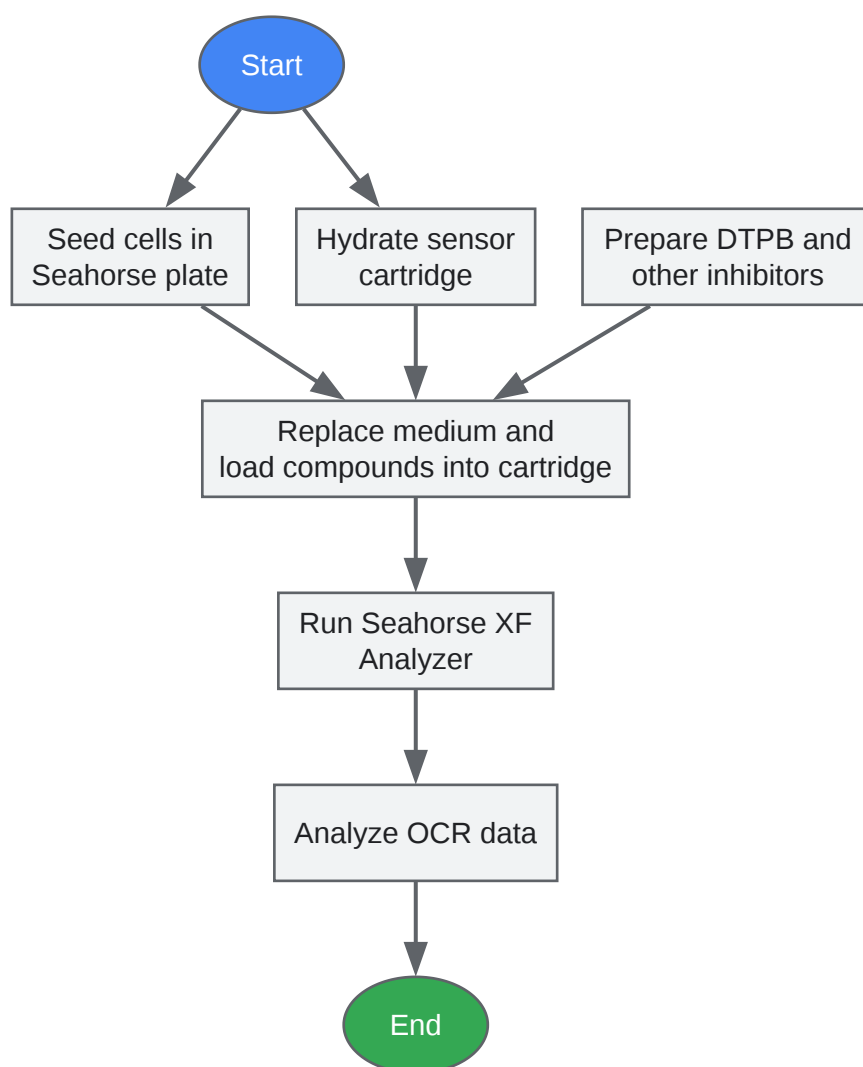 Start
Seed cells in
Seahorse plate
Hydrate sensor
cartridge
Prepare DTPB and
other inhibitors
Replace medium and
load compounds into cartridge
Run Seahorse XF
Analyzer
Analyze OCR data
End